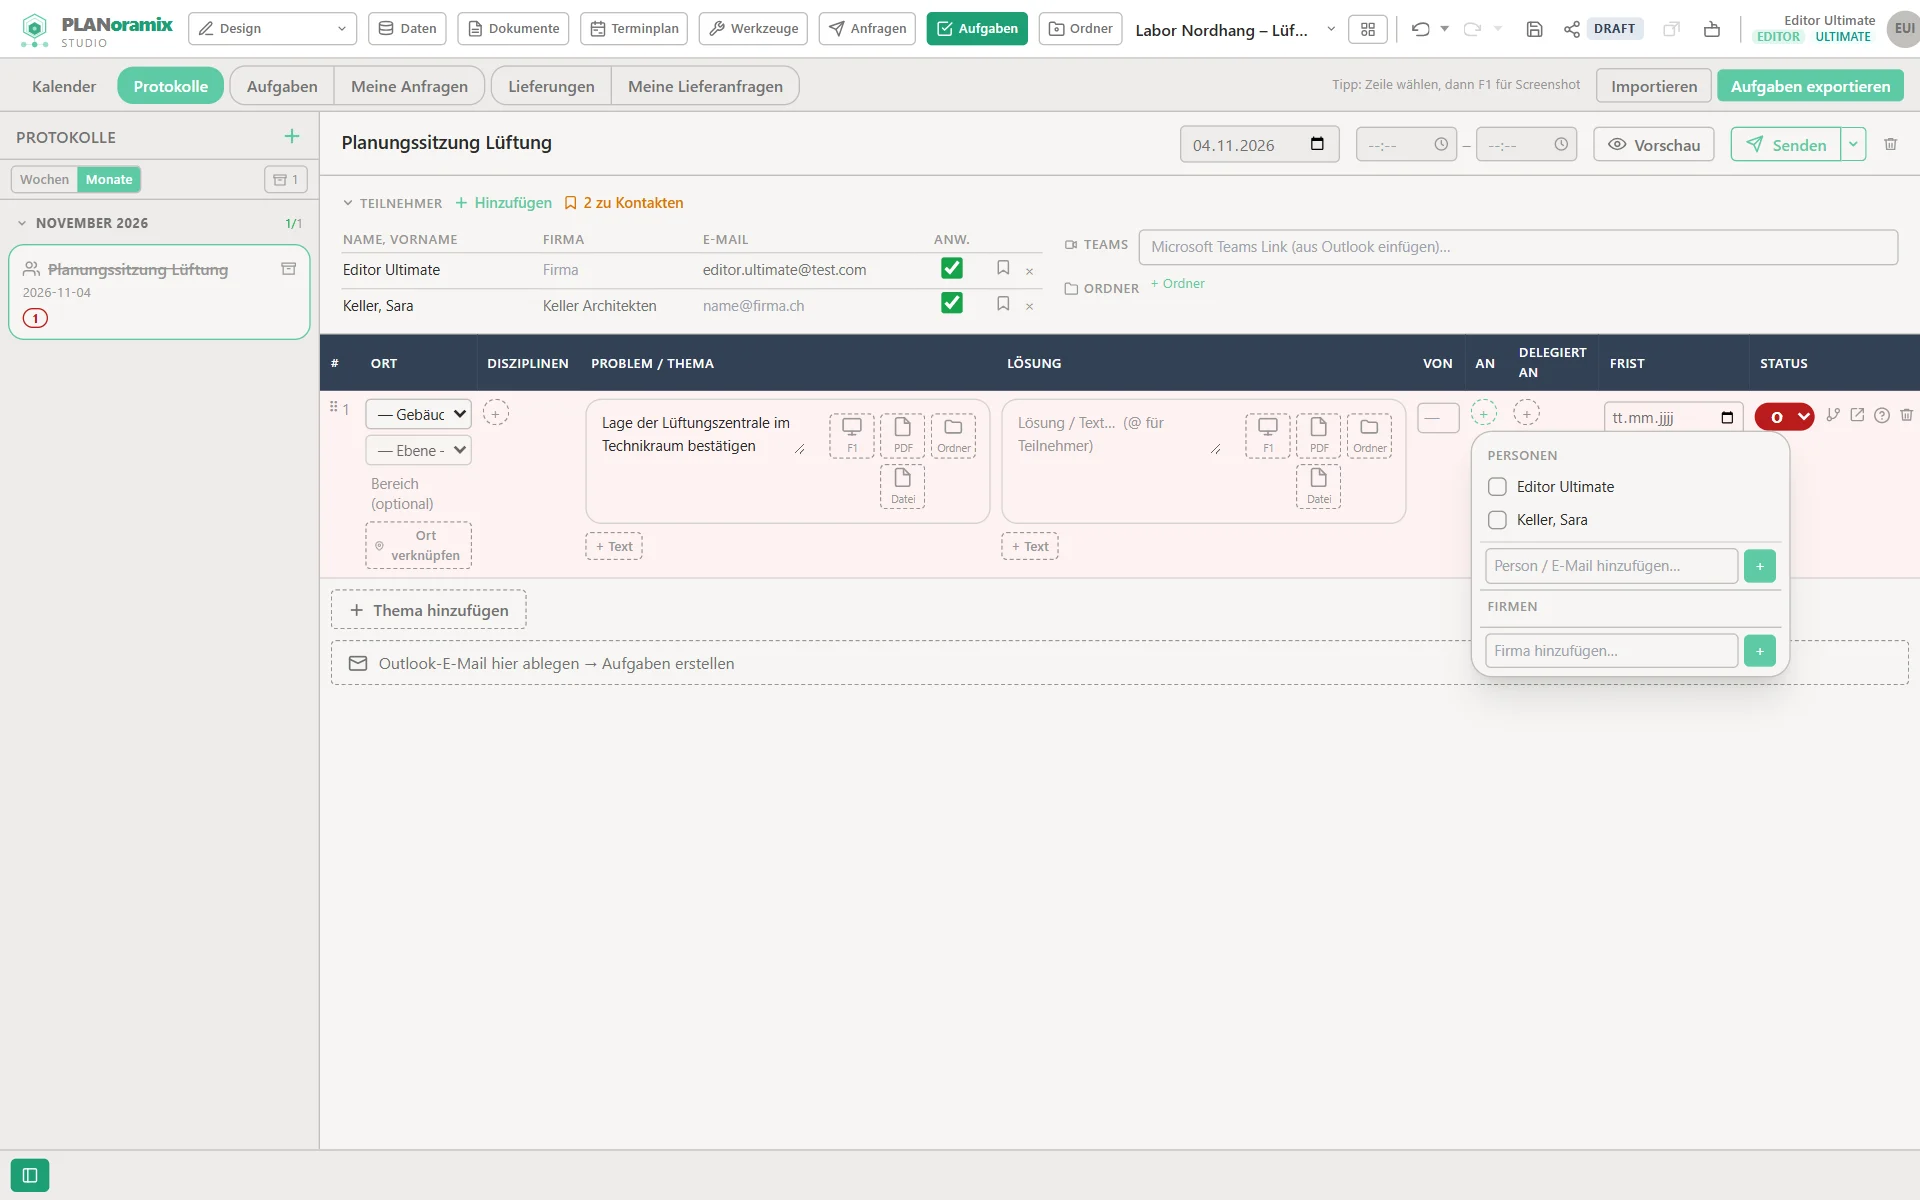 PLANoramix
STUDIO
Design
Daten
Dokumente
Terminplan
Werkzeuge
Anfragen
Aufgaben
Ordner
Labor Nordhang – Lüf...
DRAFT
Editor Ultimate
EDITOR ULTIMATE
EUI
Kalender
Protokolle
Aufgaben
Meine Anfragen
Lieferungen
Meine Lieferanfragen
Tipp: Zeile wählen, dann F1 für Screenshot
Importieren
Aufgaben exportieren
PROTOKOLLE
Wochen
Monate
1
NOVEMBER 2026
1/1
Planungssitzung Lüftung
2026-11-04
1
Planungssitzung Lüftung
04.11.2026
--:-- – --:--
Vorschau
Senden
TEILNEHMER
Hinzufügen
2 zu Kontakten
NAME, VORNAME FIRMA E-MAIL ANW.
Editor Ultimate Firma editor.ultimate@test.com
Keller, Sara Keller Architekten name@firma.ch
TEAMS
Microsoft Teams Link (aus Outlook einfügen)...
ORDNER
+ Ordner
# ORT DISZIPLINEN PROBLEM / THEMA LÖSUNG VON AN DELEGIERT AN FRIST STATUS
1
— Gebäuc
— Ebene -
Bereich
(optional)
Ort
verknüpfen
+
Lage der Lüftungszentrale im
Technikraum bestätigen
F1
PDF
Ordner
Datei
+ Text
Lösung / Text... (@ für
Teilnehmer)
F1
PDF
Ordner
Datei
+ Text
—
+
+
tt.mm.jjjj
O
PERSONEN
Editor Ultimate
Keller, Sara
Person / E-Mail hinzufügen...
+
FIRMEN
Firma hinzufügen...
+
+ Thema hinzufügen
Outlook-E-Mail hier ablegen → Aufgaben erstellen